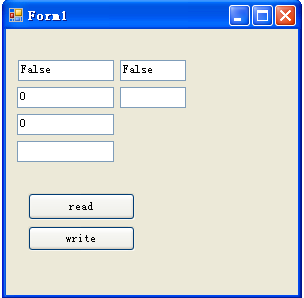 Form1
False False
0
0
read
write